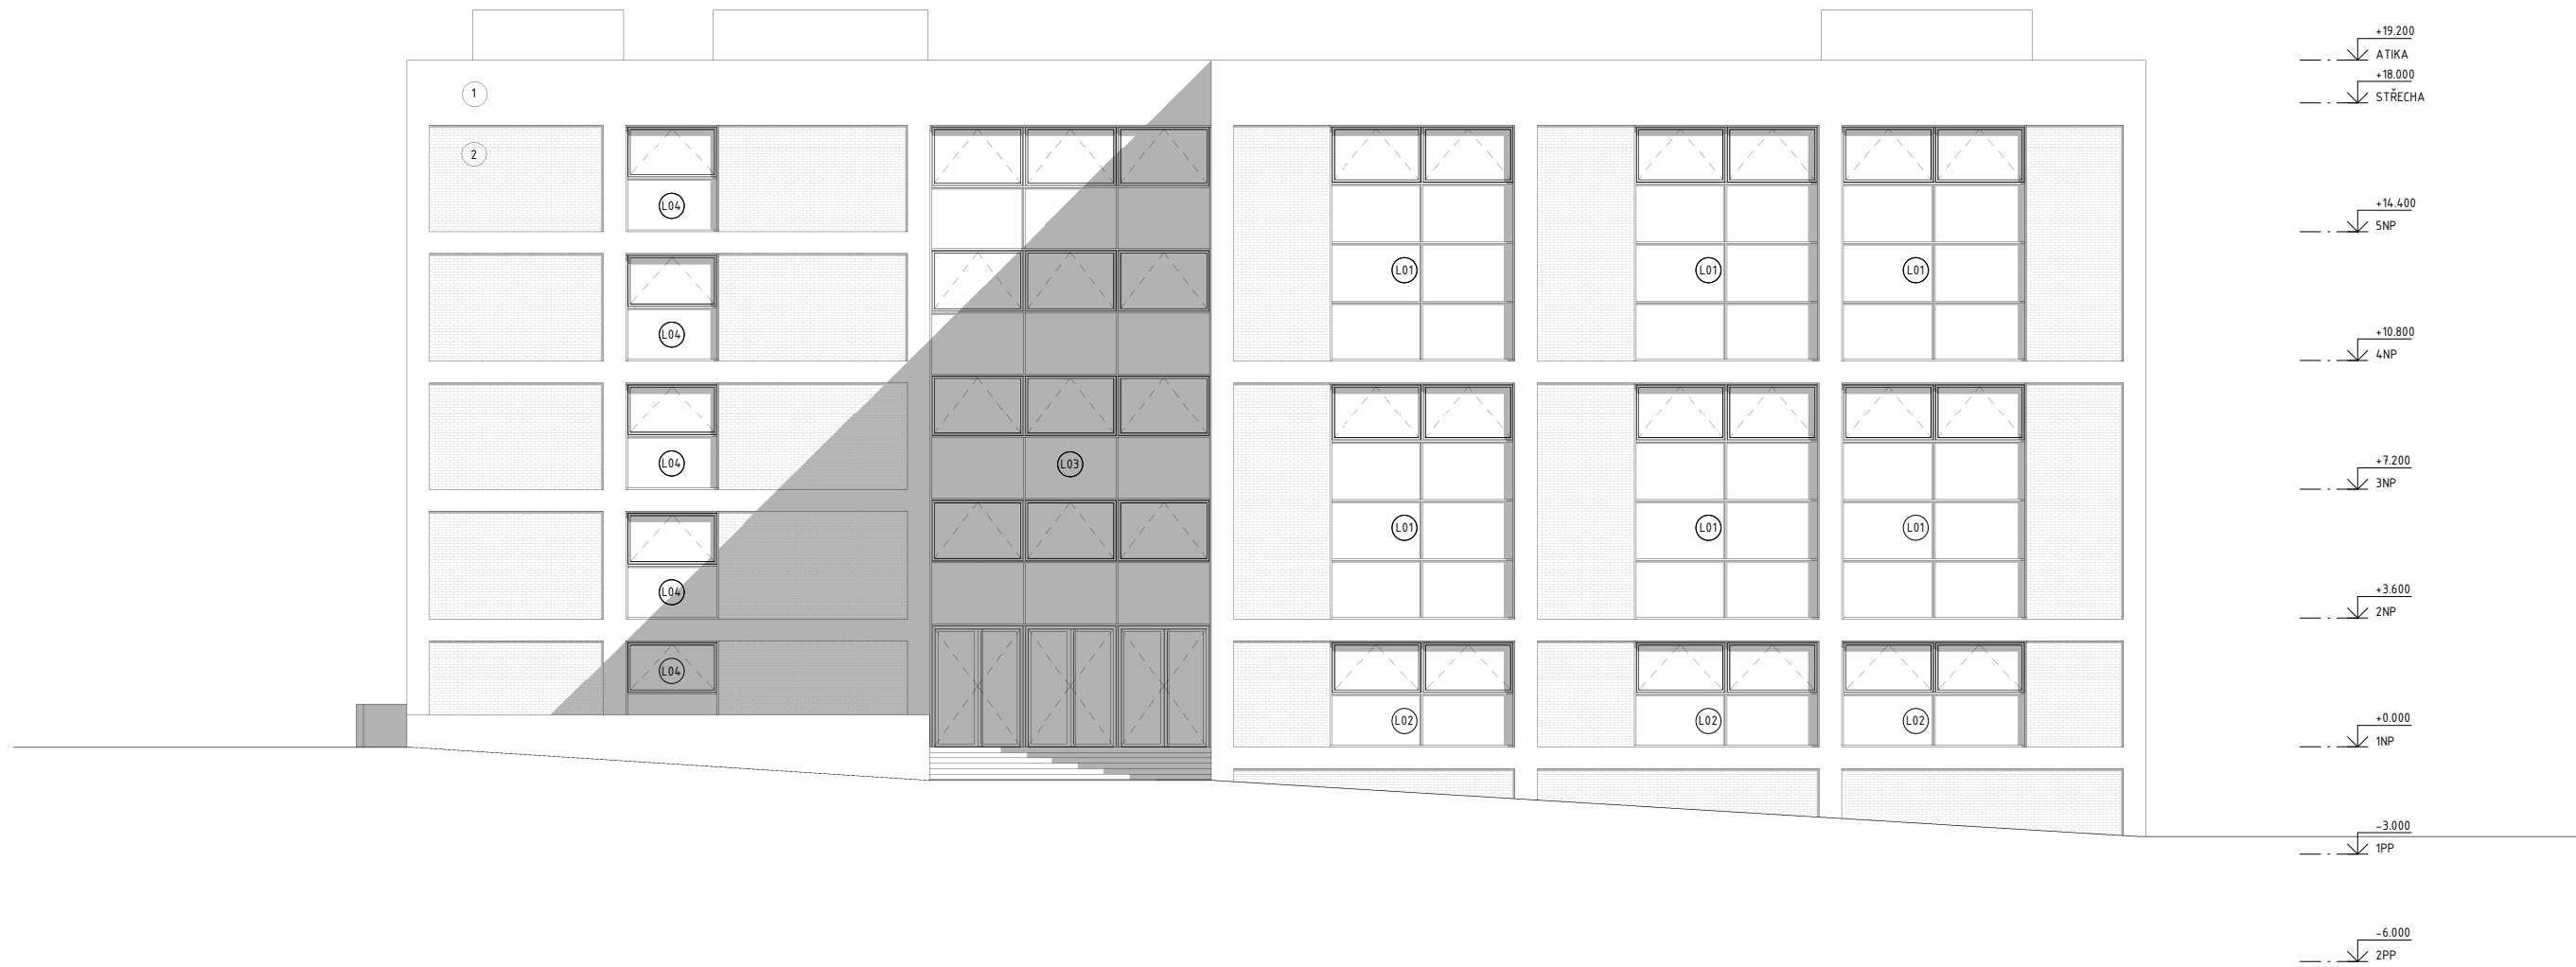 +19.200
ATIKA
+18.000
STŘECHA
1
2
L04
+14.400
5NP
L01 L01 L01
L04
+10.800
4NP
L04
L03
+7.200
3NP
L01 L01 L01
L04
+3.600
2NP
L04
L02 L02 L02
+0.000
1NP
-3.000
1PP
-6.000
2PP